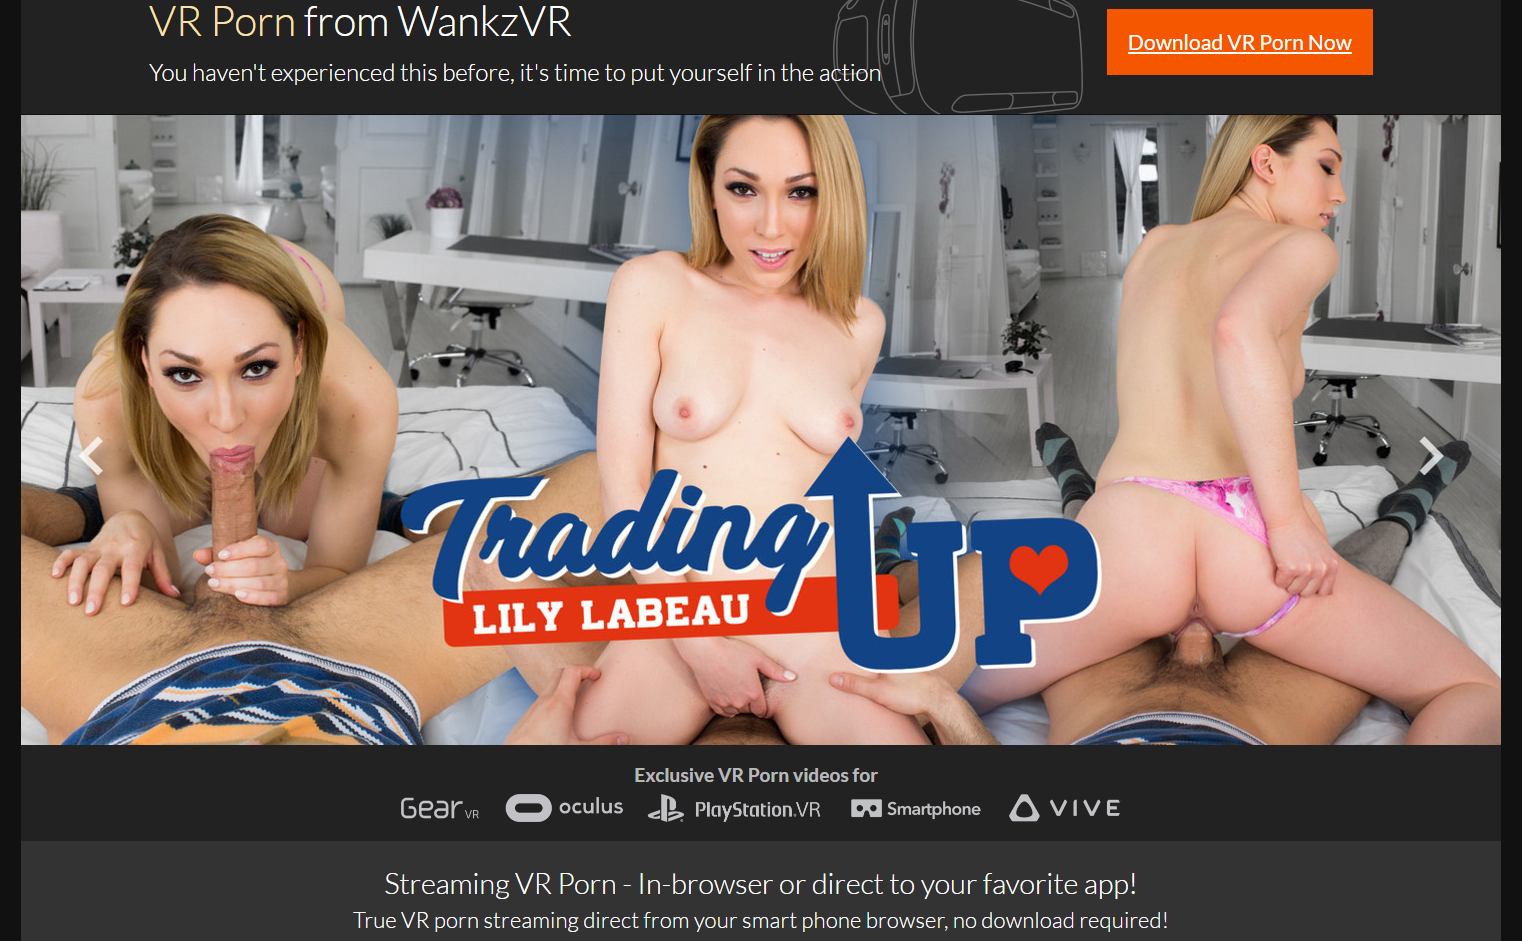 VR Porn from WankzVR
You haven't experienced this before, it's time to put yourself in the action
Download VR Porn Now
Trading UP
LILY LABEAU
Exclusive VR Porn videos for
Gear VR
oculus
PlayStation.VR
Smartphone
VIVE
Streaming VR Porn - In-browser or direct to your favorite app!
True VR porn streaming direct from your smart phone browser, no download required!